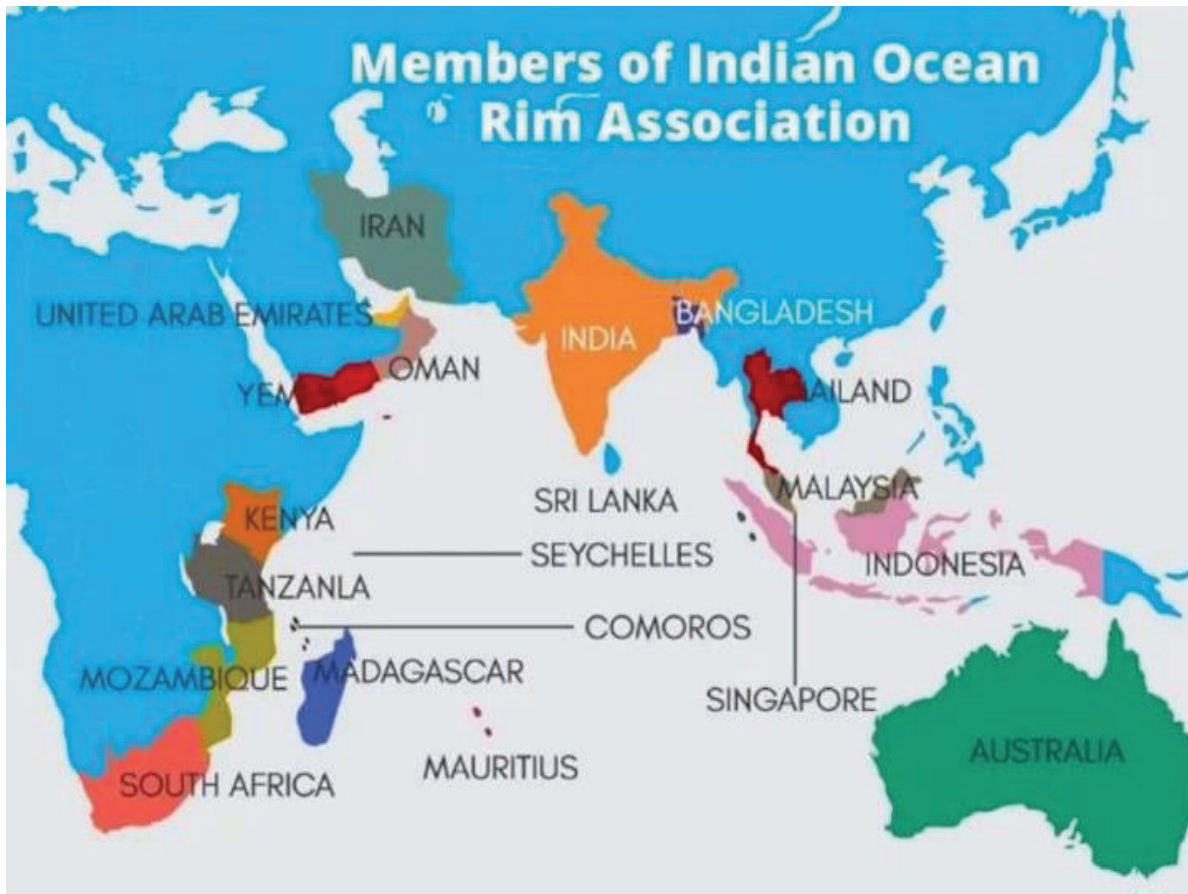 Members of Indian Ocean
Rim Association
IRAN
UNITED ARAB EMIRATES
INDIA
BANGLADESH
OMAN
YEM
AILAND
MALAYSIA
SRI LANKA
KENYA
SEYCHELLES
INDONESIA
TANZANLA
COMOROS
MADAGASCAR
MOZAMBIQUE
SINGAPORE
AUSTRALIA
MAURITIUS
SOUTH AFRICA